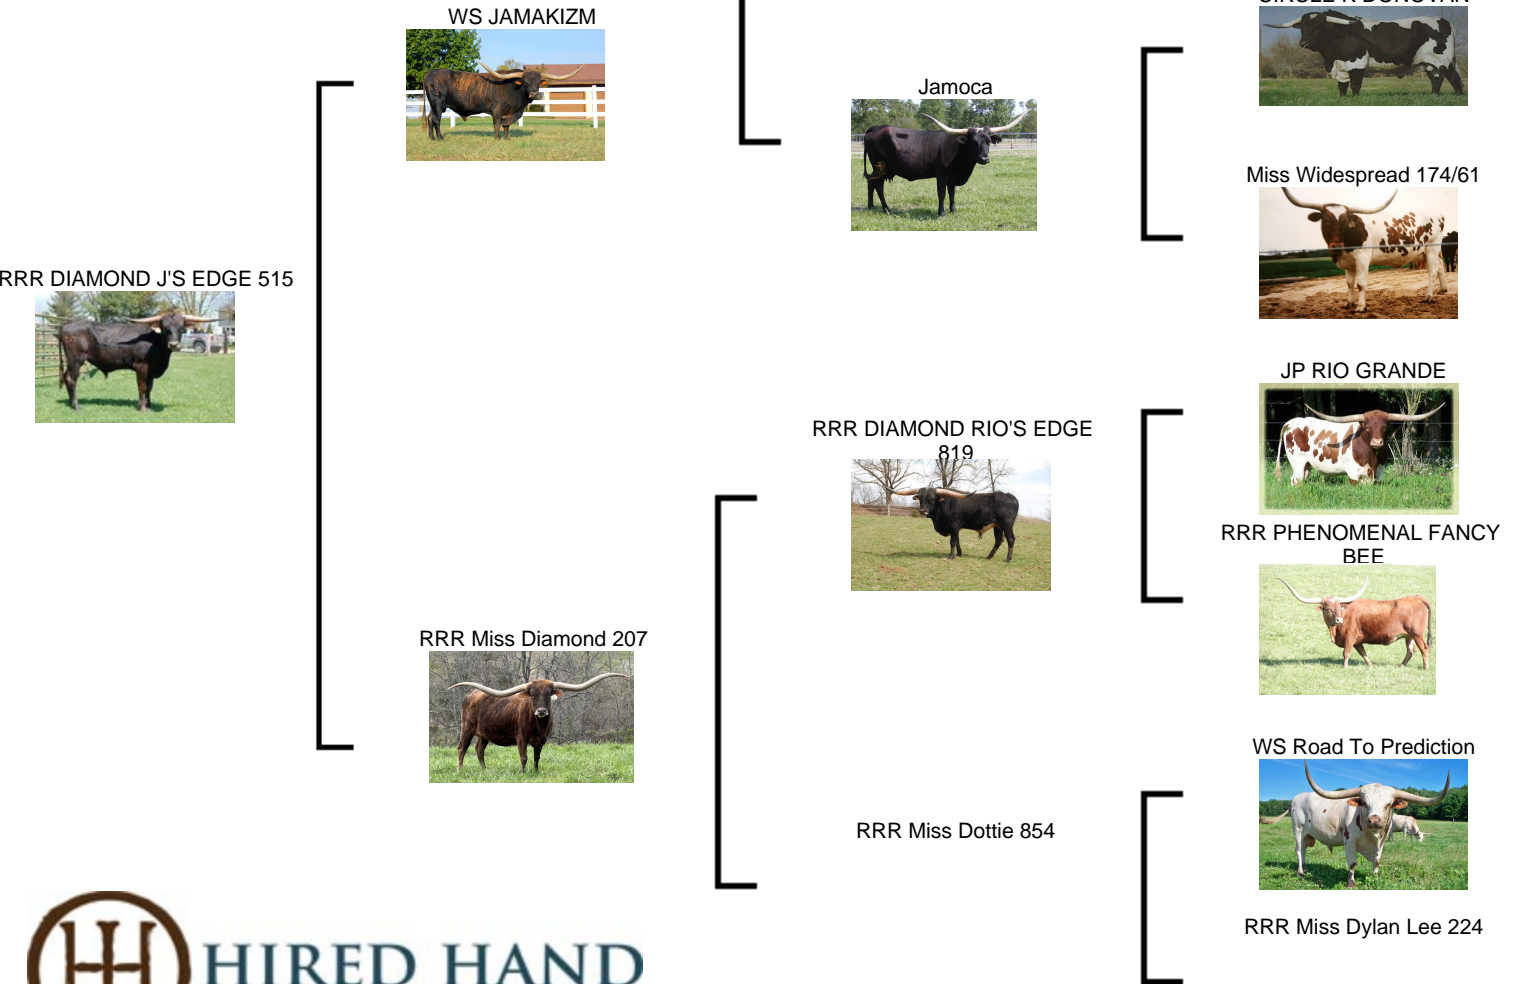 WS JAMAKIZM
Jamoca
Miss Widespread 174/61
RRR DIAMOND J'S EDGE 515
JP RIO GRANDE
RRR DIAMOND RIO'S EDGE
819
RRR PHENOMENAL FANCY
BEE
RRR Miss Diamond 207
WS Road To Prediction
RRR Miss Dottie 854
RRR Miss Dylan Lee 224
HIRED HAND